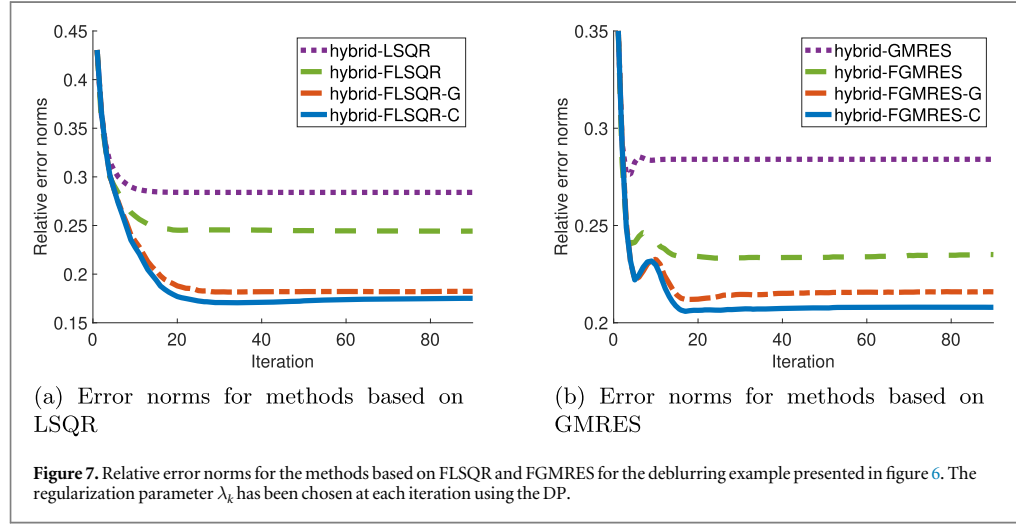 0.45
0.4
0.35
0.3
0.25
0.2
0.15
Relative error norms
hybrid-LSQR
hybrid-FLSQR
hybrid-FLSQR-G
hybrid-FLSQR-C
0 20 40 60 80
Iteration
(a) Error norms for methods based on
LSQR
0.35
0.3
0.25
0.2
Relative error norms
hybrid-GMRES
hybrid-FGMRES
hybrid-FGMRES-G
hybrid-FGMRES-C
0 20 40 60 80
Iteration
(b) Error norms for methods based on
GMRES
Figure 7. Relative error norms for the methods based on FLSQR and FGMRES for the deblurring example presented in figure 6. The
regularization parameter λk has been chosen at each iteration using the DP.